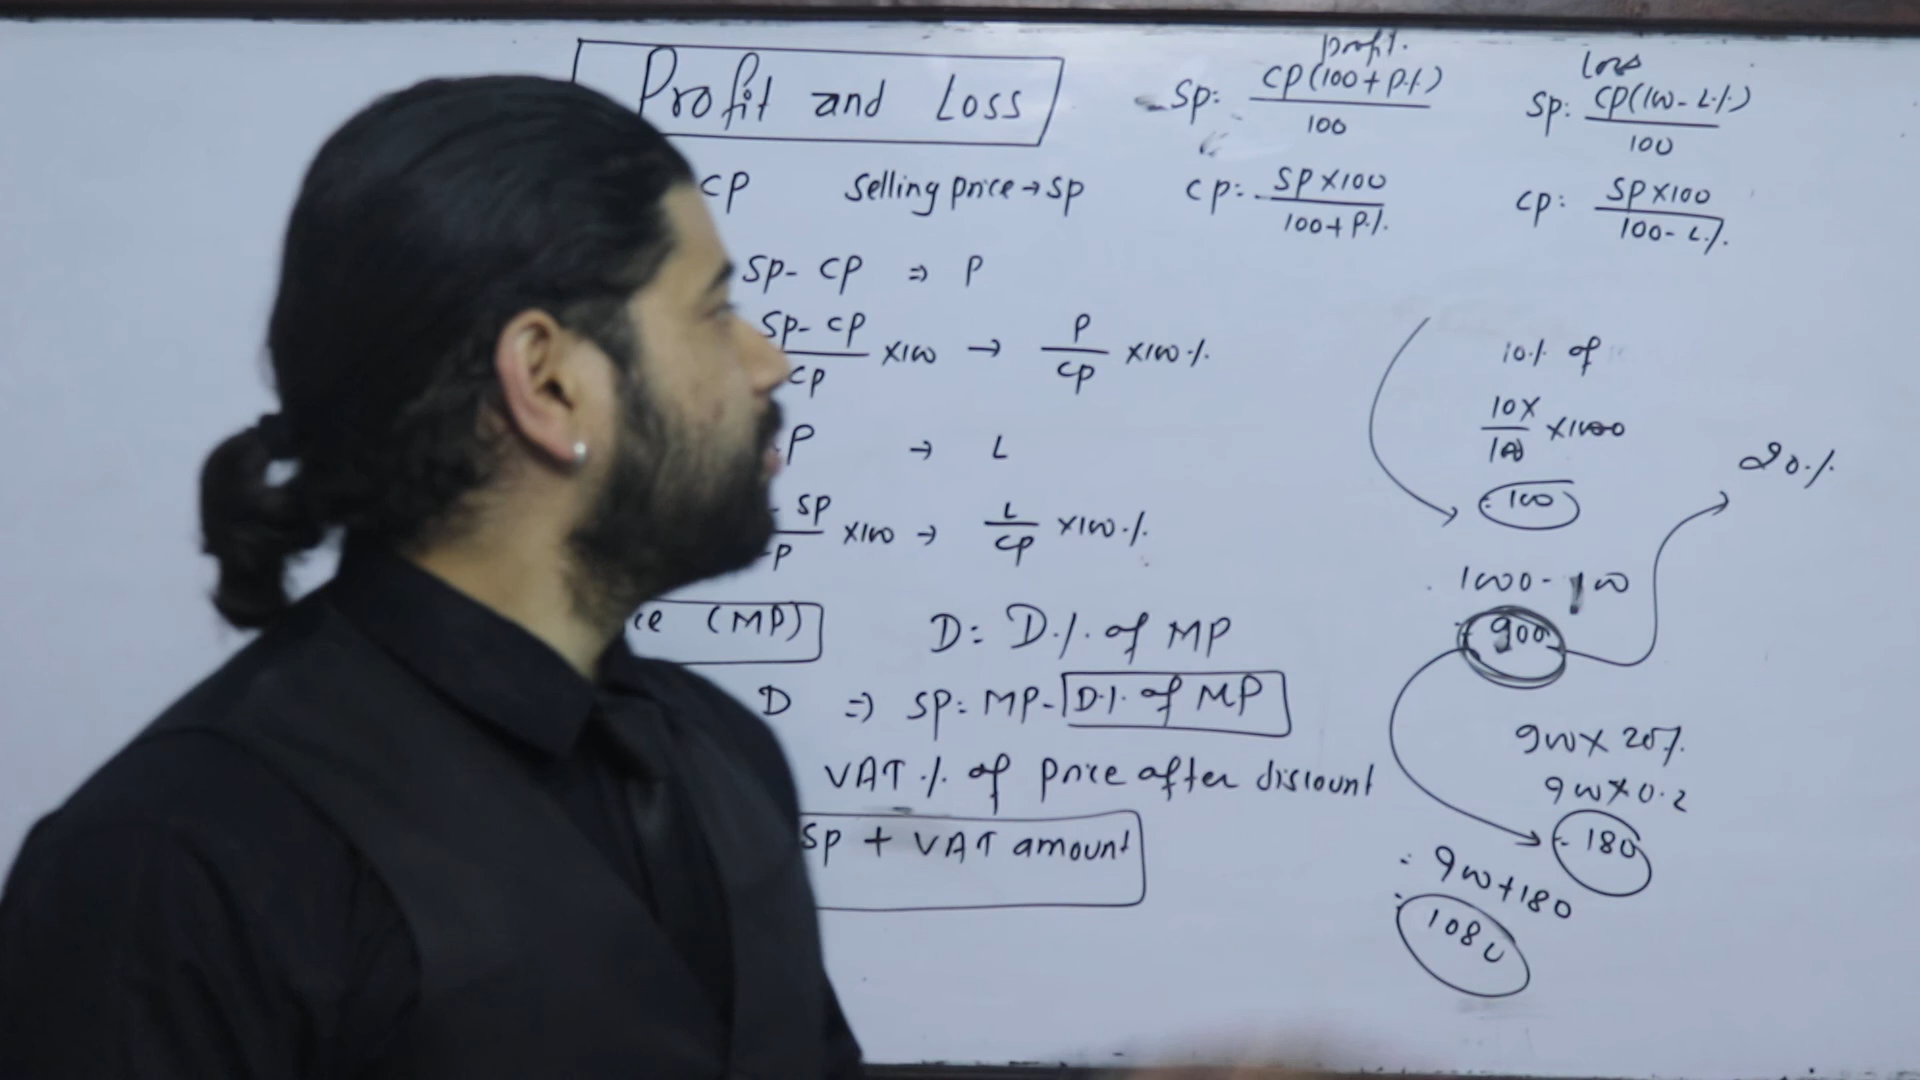 Profit and Loss
CP Selling price → SP
SP - CP ⇒ P
SP - CP / CP ×100 → P / CP ×100%
P → L
- SP / P ×100 → L / CP ×100%
ce (MP) D = D% of MP
D ⇒ SP = MP - D% of MP
VAT % of price after discount
SP + VAT amount
profit.
SP = CP(100 + P%) / 100
CP = SP×100 / 100+P%
Loss
SP = CP(100 - L%) / 100
CP = SP×100 / 100-L%
10% of
10 / 100 ×1000
= 100
1000 - 100
= 900
20%
900 × 20%
900 × 0.2
= 180
= 900+180
= 1080